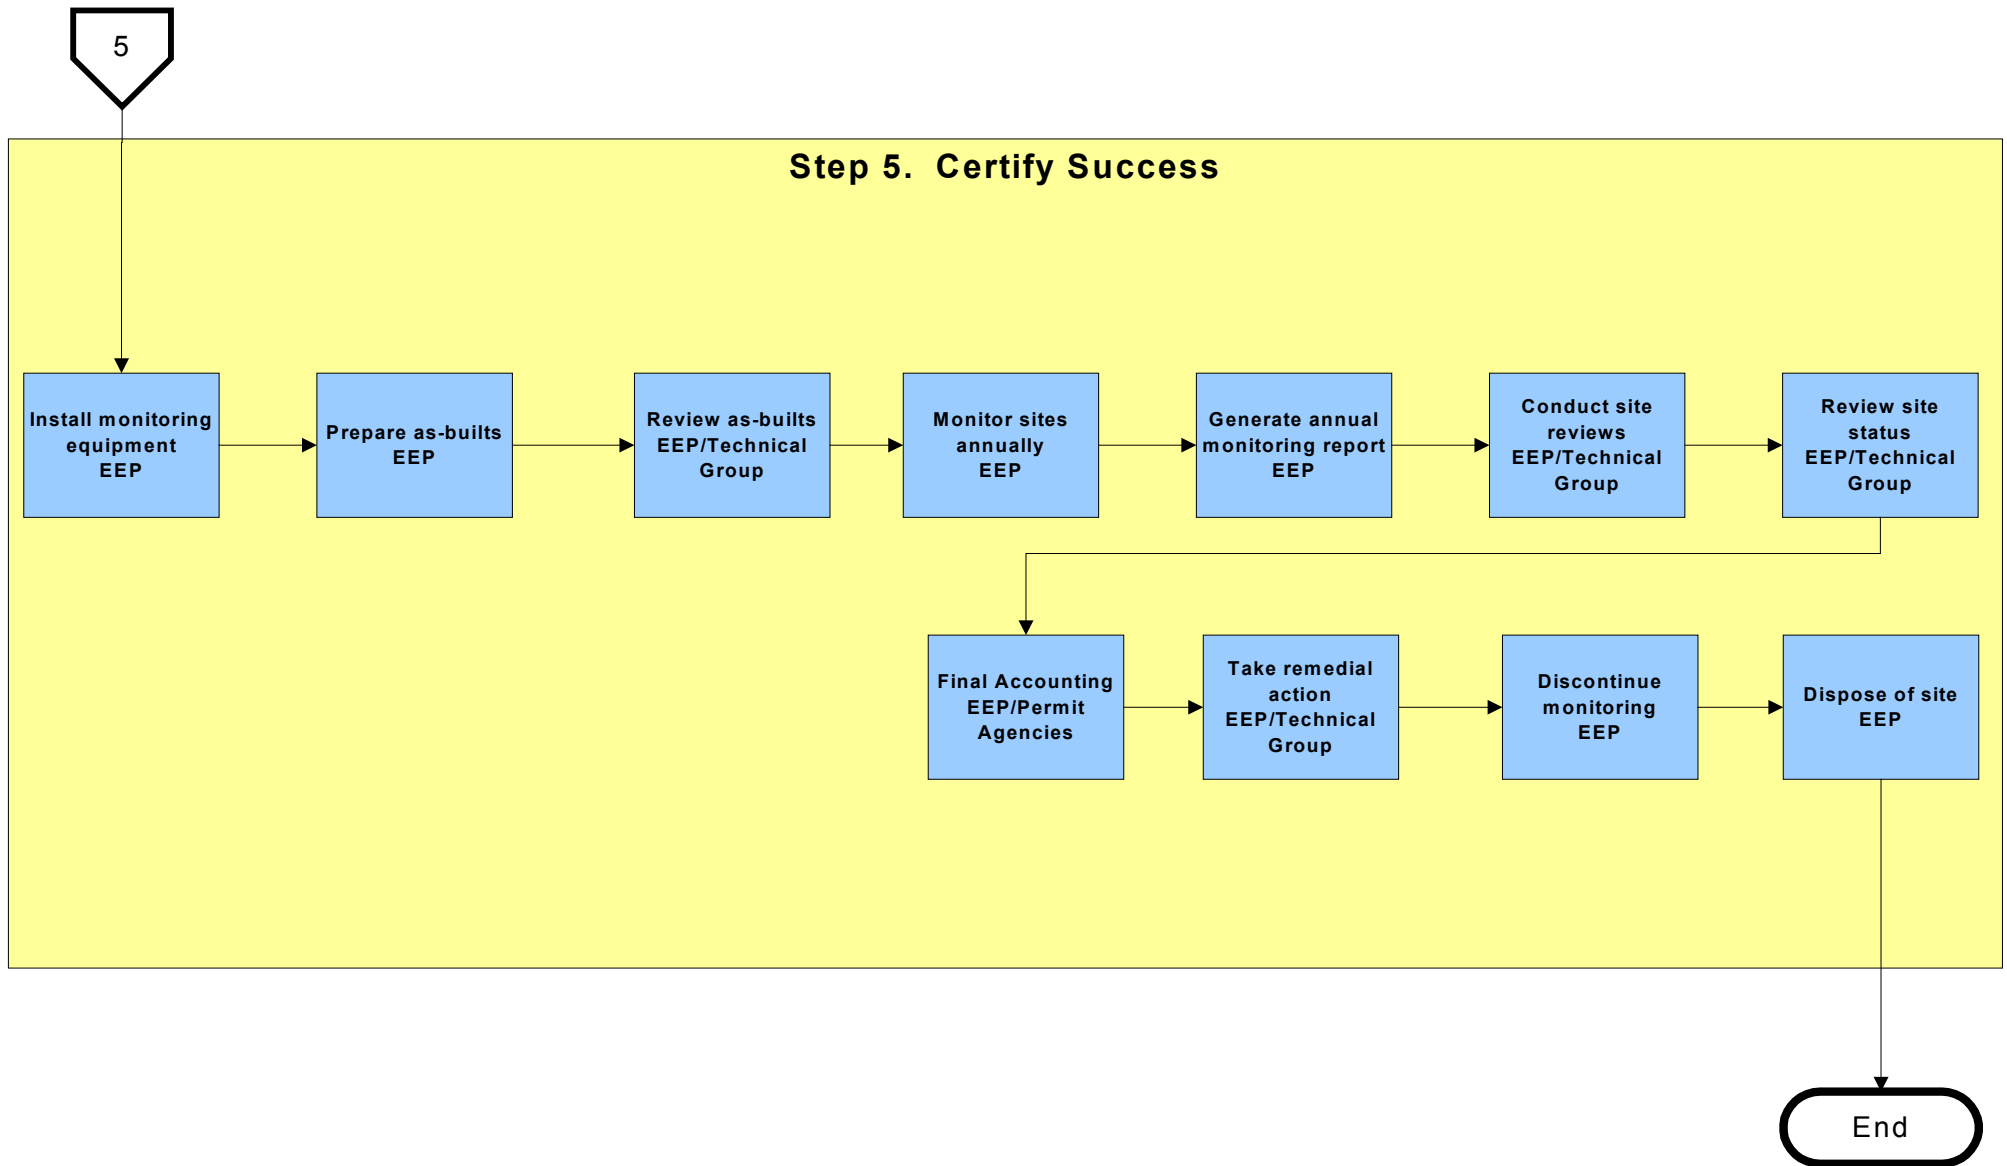 5
Step 5.  Certify Success
Install monitoring
equipment
EEP
Prepare as-builts
EEP
Review as-builts
EEP/Technical
Group
Monitor sites
annually
EEP
Generate annual
monitoring report
EEP
Conduct site
reviews
EEP/Technical
Group
Review site
status
EEP/Technical
Group
Final Accounting
EEP/Permit
Agencies
Take remedial
action
EEP/Technical
Group
Discontinue
monitoring
EEP
Dispose of site
EEP
End